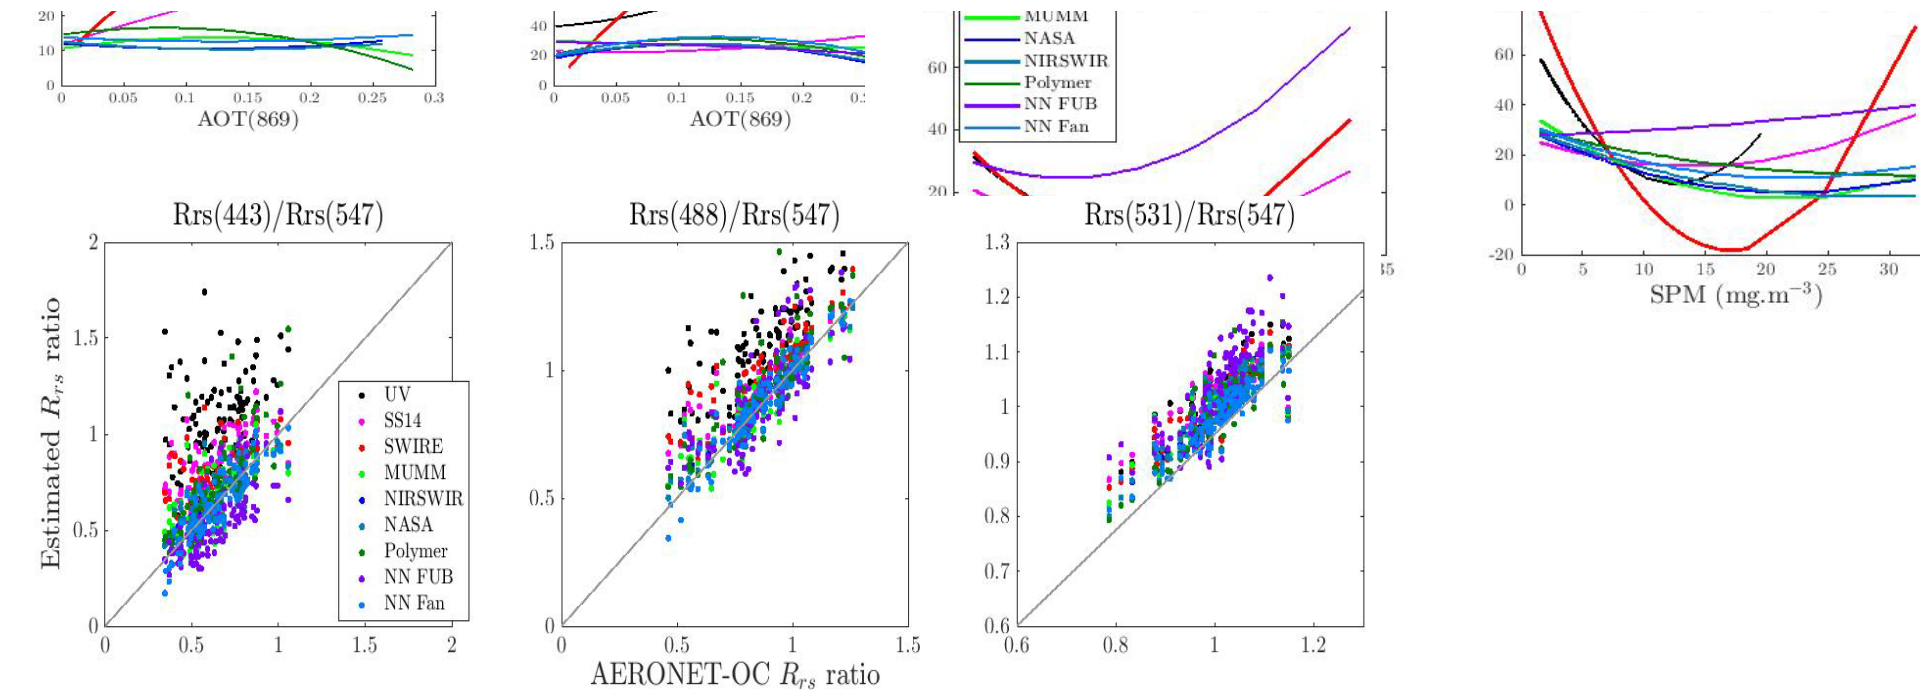 20
10
0
0 0.05 0.1 0.15 0.2 0.25 0.3
AOT(869)
40
20
0
0 0.05 0.1 0.15 0.2
AOT(869)
60
40
20
MUMM
NASA
NIRSWIR
Polymer
NN FUB
NN Fan
35
60
40
20
0
-20
0 5 10 15 20 25 30
SPM (mg.m−3)
Rrs(443)/Rrs(547)
2
1.5
1
0.5
0
0 0.5 1 1.5 2
Estimated Rrs ratio
UV
SS14
SWIRE
MUMM
NIRSWIR
NASA
Polymer
NN FUB
NN Fan
Rrs(488)/Rrs(547)
1.5
1
0.5
0
0 0.5 1 1.5
AERONET-OC Rrs ratio
Rrs(531)/Rrs(547)
1.3
1.2
1.1
1
0.9
0.8
0.7
0.6
0.6 0.8 1 1.2